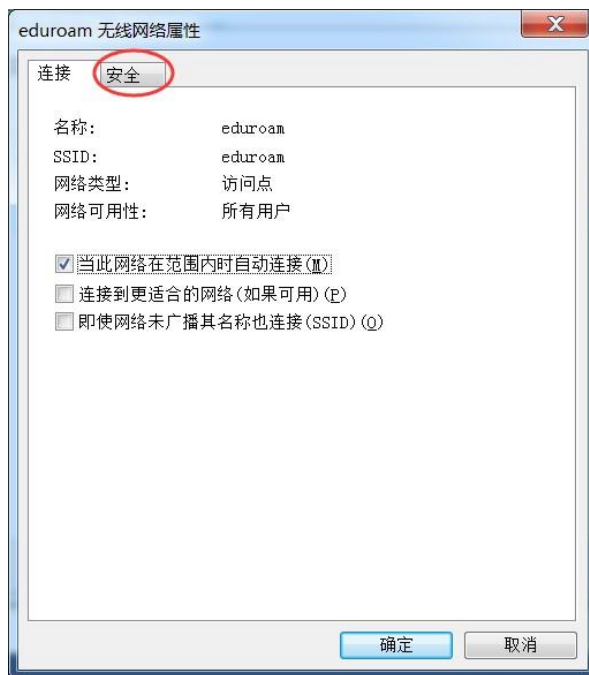 eduroam 无线网络属性
连接 安全
名称: eduroam
SSID: eduroam
网络类型: 访问点
网络可用性: 所有用户
当此网络在范围内时自动连接(M)
连接到更适合的网络(如果可用)(P)
即使网络未广播其名称也连接(SSID)(O)
确定 取消